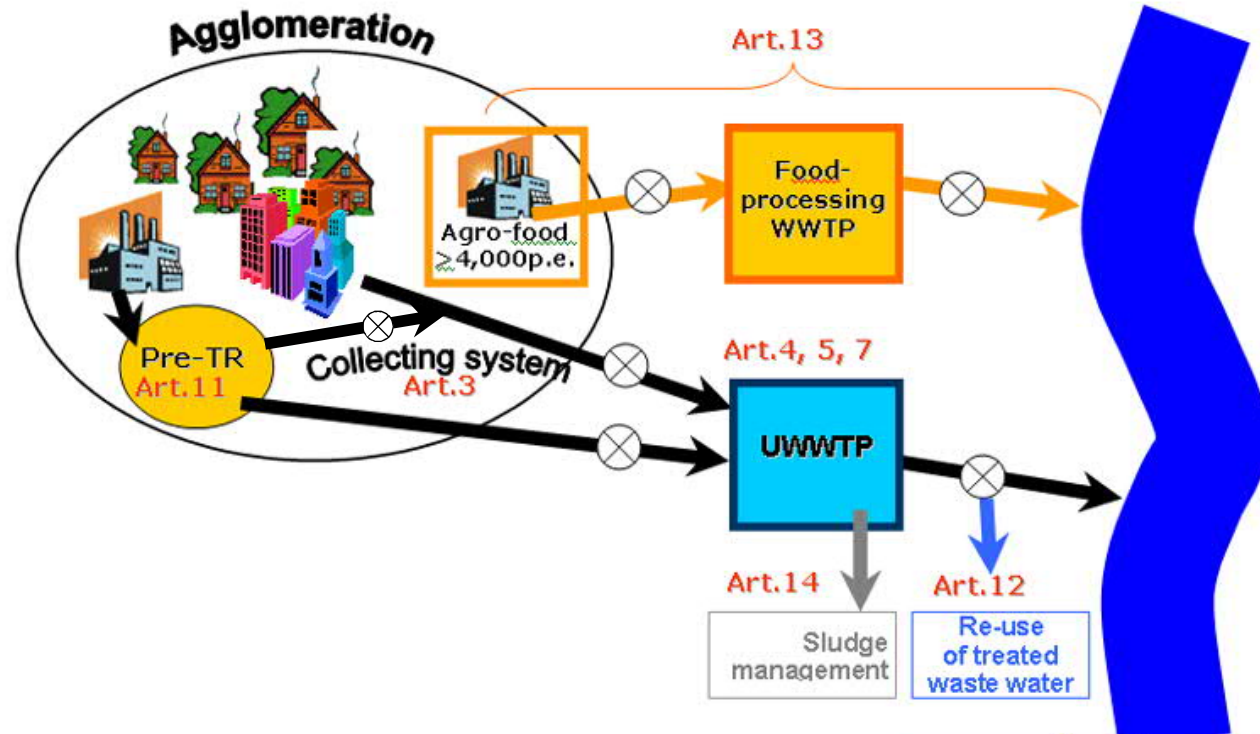 Agglomeration
Art.13
Agro-food
≥4,000p.e.
Food-
processing
WWTP
Pre-TR
Art.11
Collecting system
Art.3
Art.4, 5, 7
UWWTP
Art.14
Sludge
management
Art.12
Re-use
of treated
waste water